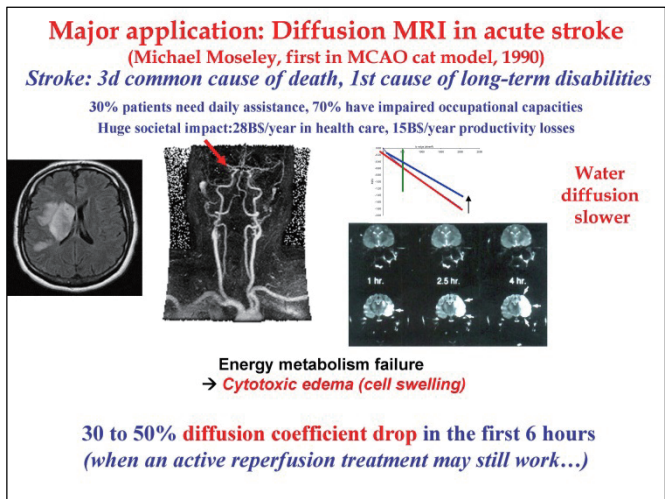 Major application: Diffusion MRI in acute stroke
(Michael Moseley, first in MCAO cat model, 1990)
Stroke: 3d common cause of death, 1st cause of long-term disabilities
30% patients need daily assistance, 70% have impaired occupational capacities
Huge societal impact:28B$/year in health care, 15B$/year productivity losses
Water
diffusion
slower
1 hr.
2.5 hr.
4 hr.
Energy metabolism failure
→ Cytotoxic edema (cell swelling)
30 to 50% diffusion coefficient drop in the first 6 hours
(when an active reperfusion treatment may still work…)